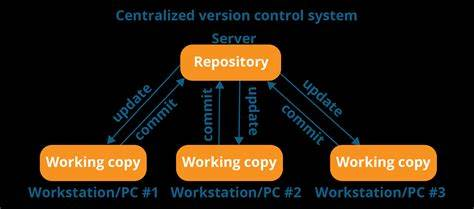 Centralized version control system
Server
Repository
update
commit
commit
update
update
commit
Working copy
Working copy
Working copy
Workstation/PC #1
Workstation/PC #2
Workstation/PC #3